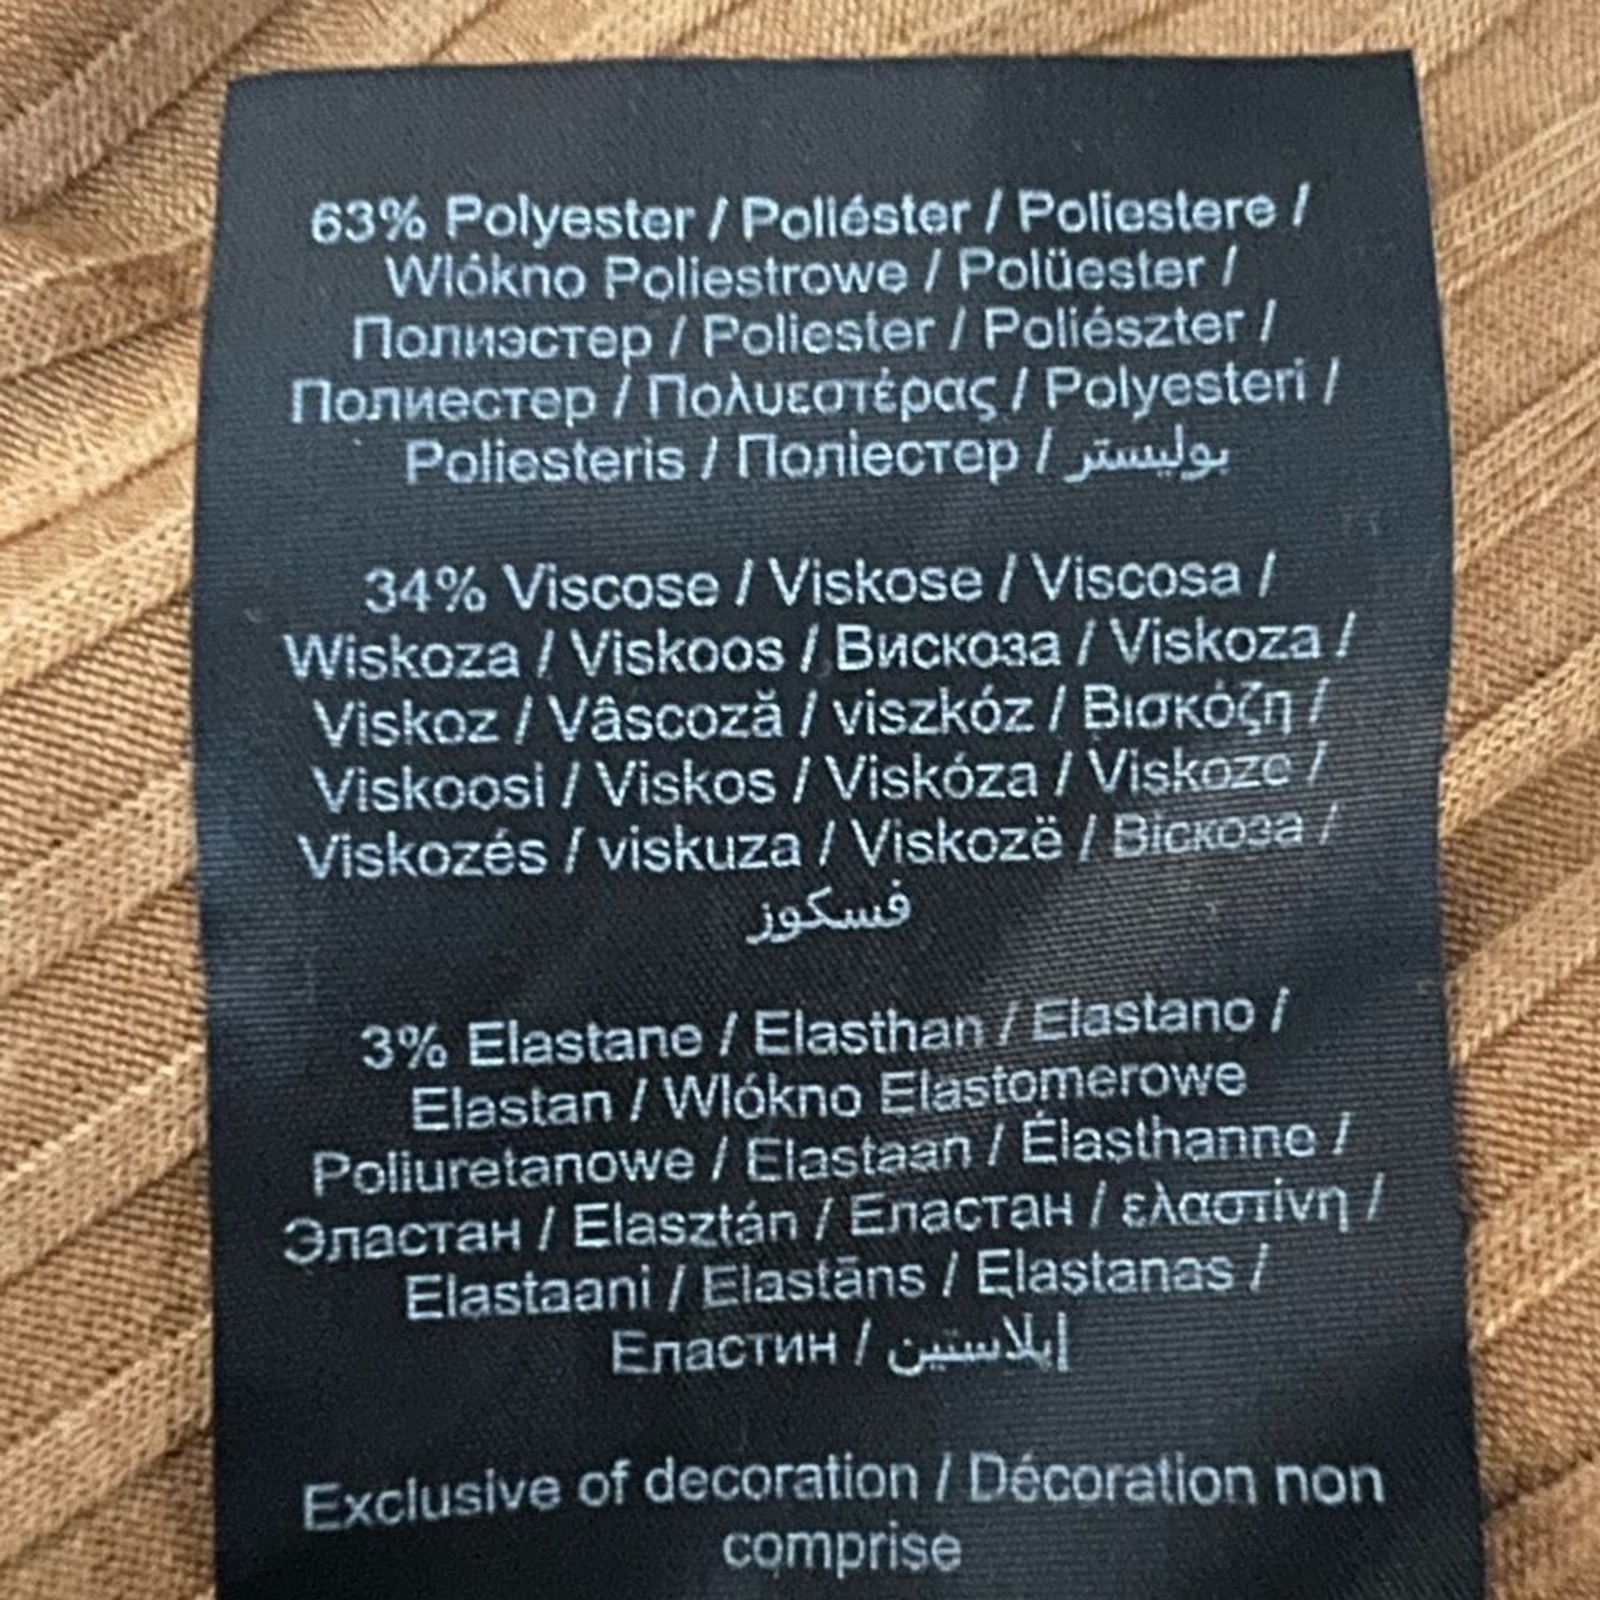 63% Polyester / Poliéster / Poliestere /
Wlókno Poliestrowe / Polüester /
Полиэстер / Poliester / Poliészter /
Полиестер / Πολυεστέρας / Polyesteri /
Poliesteris / Поліестер / بوليستر
34% Viscose / Viskose / Viscosa /
Wiskoza / Viskoos / Вискоза / Viskoza /
Viskoz / Vâscoză / viszkóz / Βισκόζη /
Viskoosi / Viskos / Viskóza / Viskoze /
Viskozés / viskuza / Viskozë / Віскоза /
فسكوز
3% Elastane / Elasthan / Elastano /
Elastan / Wlókno Elastomerowe
Poliuretanowe / Elastaan / Élasthanne /
Эластан / Elasztán / Еластан / ελαστίνη /
Elastaani / Elastāns / Elastanas /
Еластин / إيلاستين
Exclusive of decoration / Décoration non
comprise